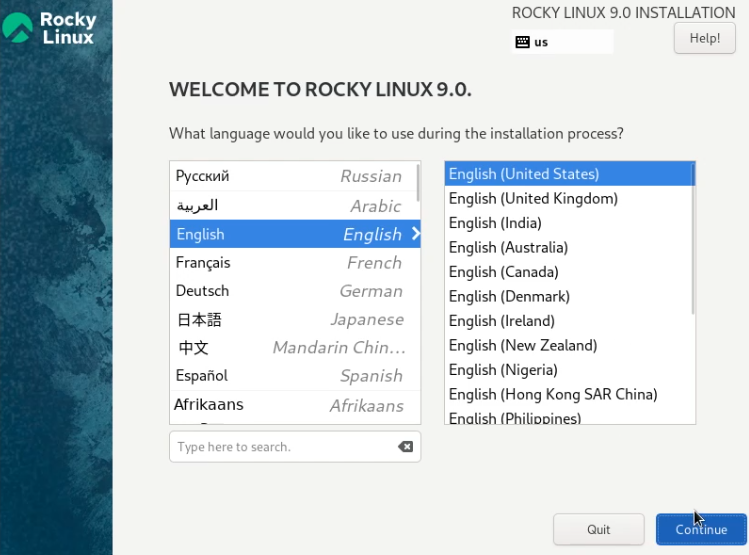 Rocky
Linux
ROCKY LINUX 9.0 INSTALLATION
us
Help!
WELCOME TO ROCKY LINUX 9.0.
What language would you like to use during the installation process?
Русский Russian
العربية Arabic
English English
Français French
Deutsch German
日本語 Japanese
中文 Mandarin Chin...
Español Spanish
Afrikaans Afrikaans
English (United States)
English (United Kingdom)
English (India)
English (Australia)
English (Canada)
English (Denmark)
English (Ireland)
English (New Zealand)
English (Nigeria)
English (Hong Kong SAR China)
English (Philippines)
Type here to search.
Quit
Continue